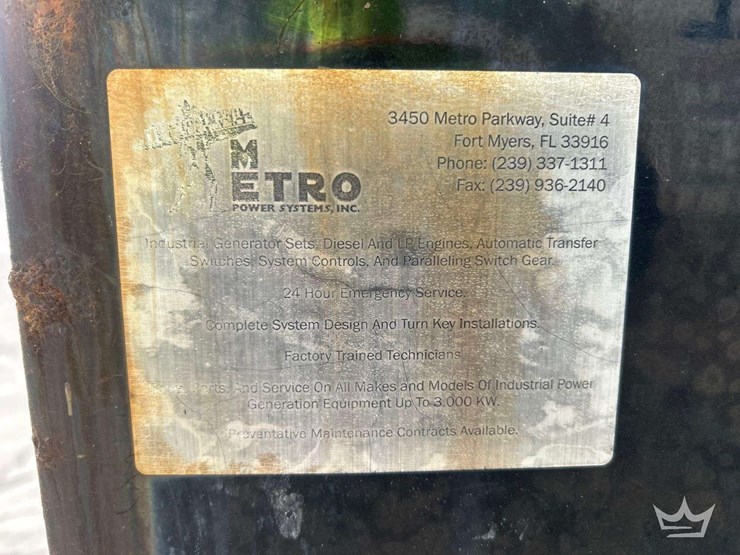 3450 Metro Parkway, Suite# 4
Fort Myers, FL 33916
Phone: (239) 337-1311
Fax: (239) 936-2140
M
ETRO
POWER SYSTEMS, INC.
Industrial Generator Sets, Diesel And LP Engines, Automatic Transfer
Switches, System Controls, And Paralleling Switch Gear.
24 Hour Emergency Service.
Complete System Design And Turn Key Installations.
Factory Trained Technicians
Parts, And Service On All Makes and Models Of Industrial Power
Generation Equipment Up To 3,000 KW.
Preventative Maintenance Contracts Available.